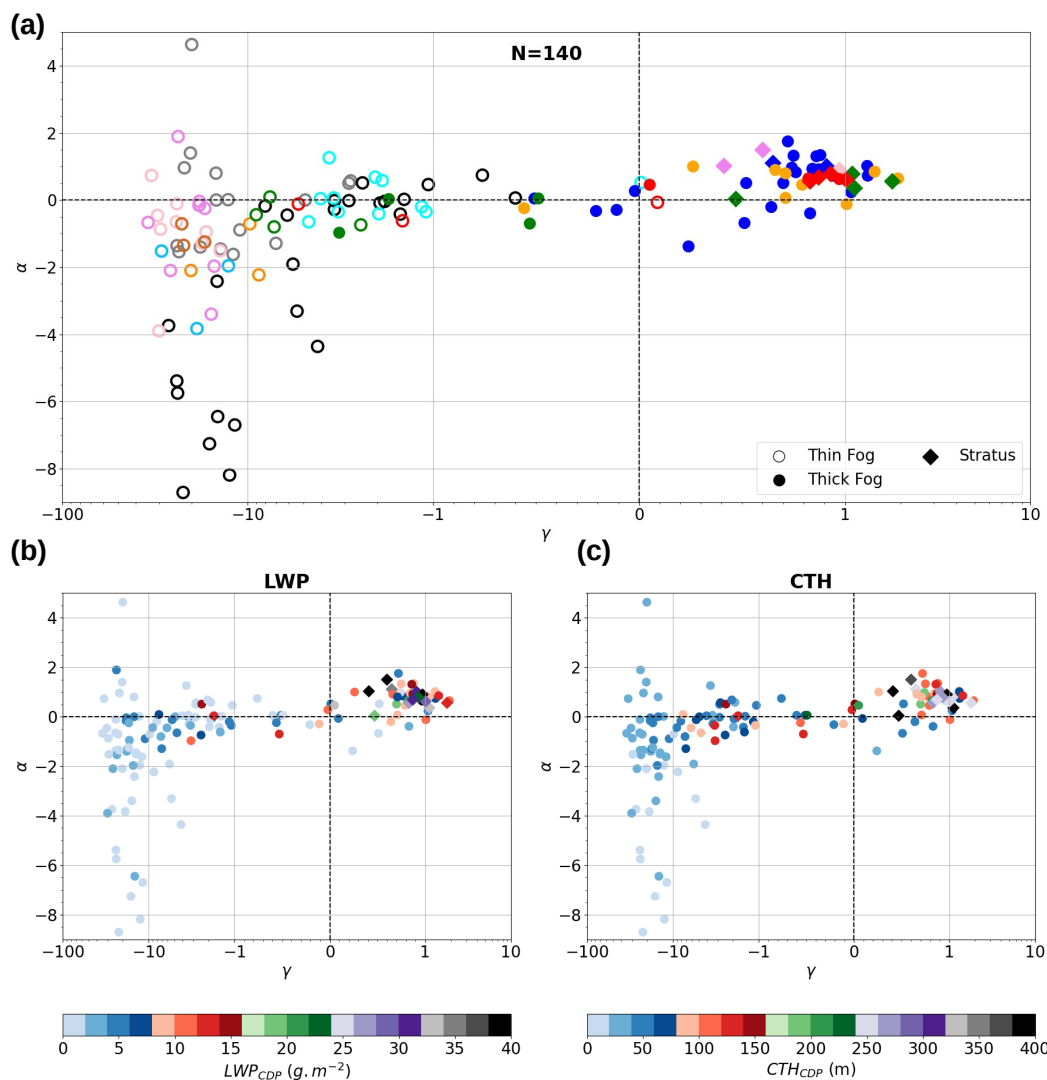 (a)
N=140
4
2
0
−2
−4
−6
−8
α
Thin Fog
Thick Fog
Stratus
−100 −10 −1 0 1 10
γ
(b) (c)
LWP CTH
4
2
0
−2
−4
−6
−8
α
−100 −10 −1 0 1 10
γ
4
2
0
−2
−4
−6
−8
α
−100 −10 −1 0 1 10
γ
0 5 10 15 20 25 30 35 40
LWP_CDP (g.m⁻²)
0 50 100 150 200 250 300 350 400
CTH_CDP (m)